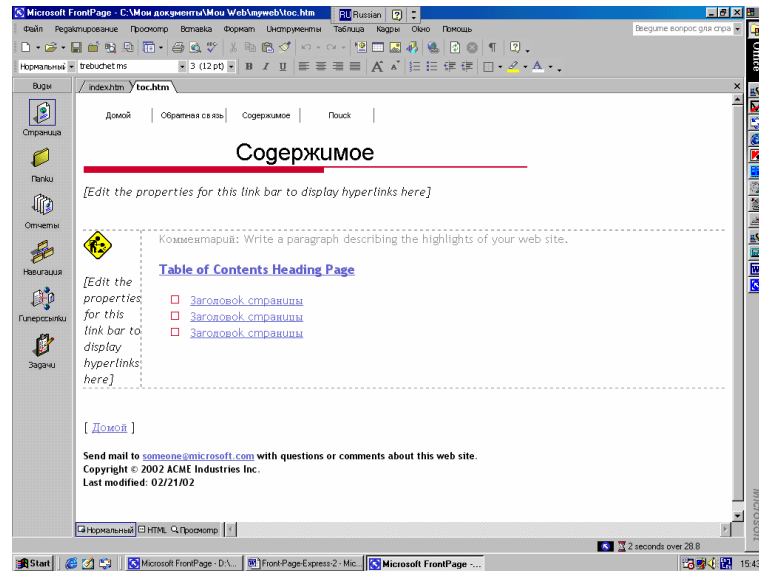 Microsoft FrontPage - C:\Мои документы\Mou Web\myweb\toc.htm
RU Russian
Файл Редактирование Просмотр Вставка Формат Инструменты Таблица Кадры Окно Помощь
Введите вопрос для спра
Нормальный trebuchet ms 3 (12 pt) B I U
Виды index.htm toc.htm
Домой Обратная связь Содержимое Поиск
Office
Страница
Содержимое
Папки
[Edit the properties for this link bar to display hyperlinks here]
Отчеты
Комментарий: Write a paragraph describing the highlights of your web site.
Навигация
Table of Contents Heading Page
[Edit the
properties
for this
link bar to
display
hyperlinks
here]
Заголовок страницы
Заголовок страницы
Заголовок страницы
Гиперссылки
Задачи
[ Домой ]
Send mail to someone@microsoft.com with questions or comments about this web site.
Copyright © 2002 ACME Industries Inc.
Last modified: 02/21/02
Microsoft
Нормальный HTML Просмотр
2 seconds over 28.8
Start Microsoft FrontPage - D:\... Front-Page-Express-2 - Mic... Microsoft FrontPage -... 15:43